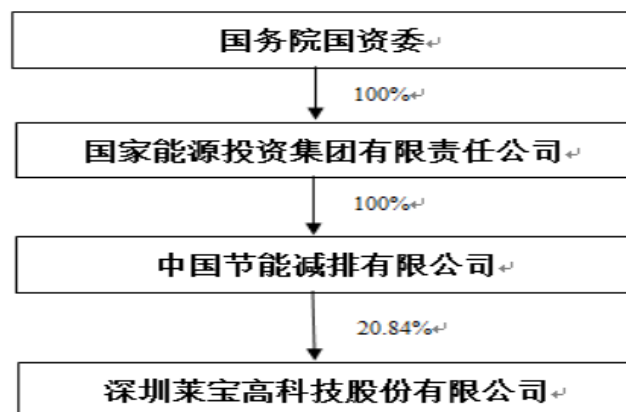 国务院国资委
100%
国家能源投资集团有限责任公司
100%
中国节能减排有限公司
20.84%
深圳莱宝高科技股份有限公司